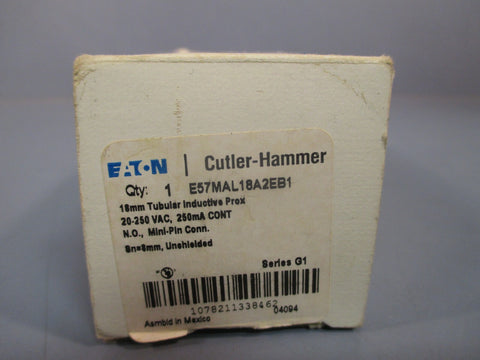 EATON | Cutler-Hammer
Qty: 1 E57MAL18A2EB1
18mm Tubular Inductive Prox
20-250 VAC, 250mA CONT
N.O., Mini-Pin Conn.
Sn=8mm, Unshielded
Series G1
1078211338462
04094
Asmbld in Mexico